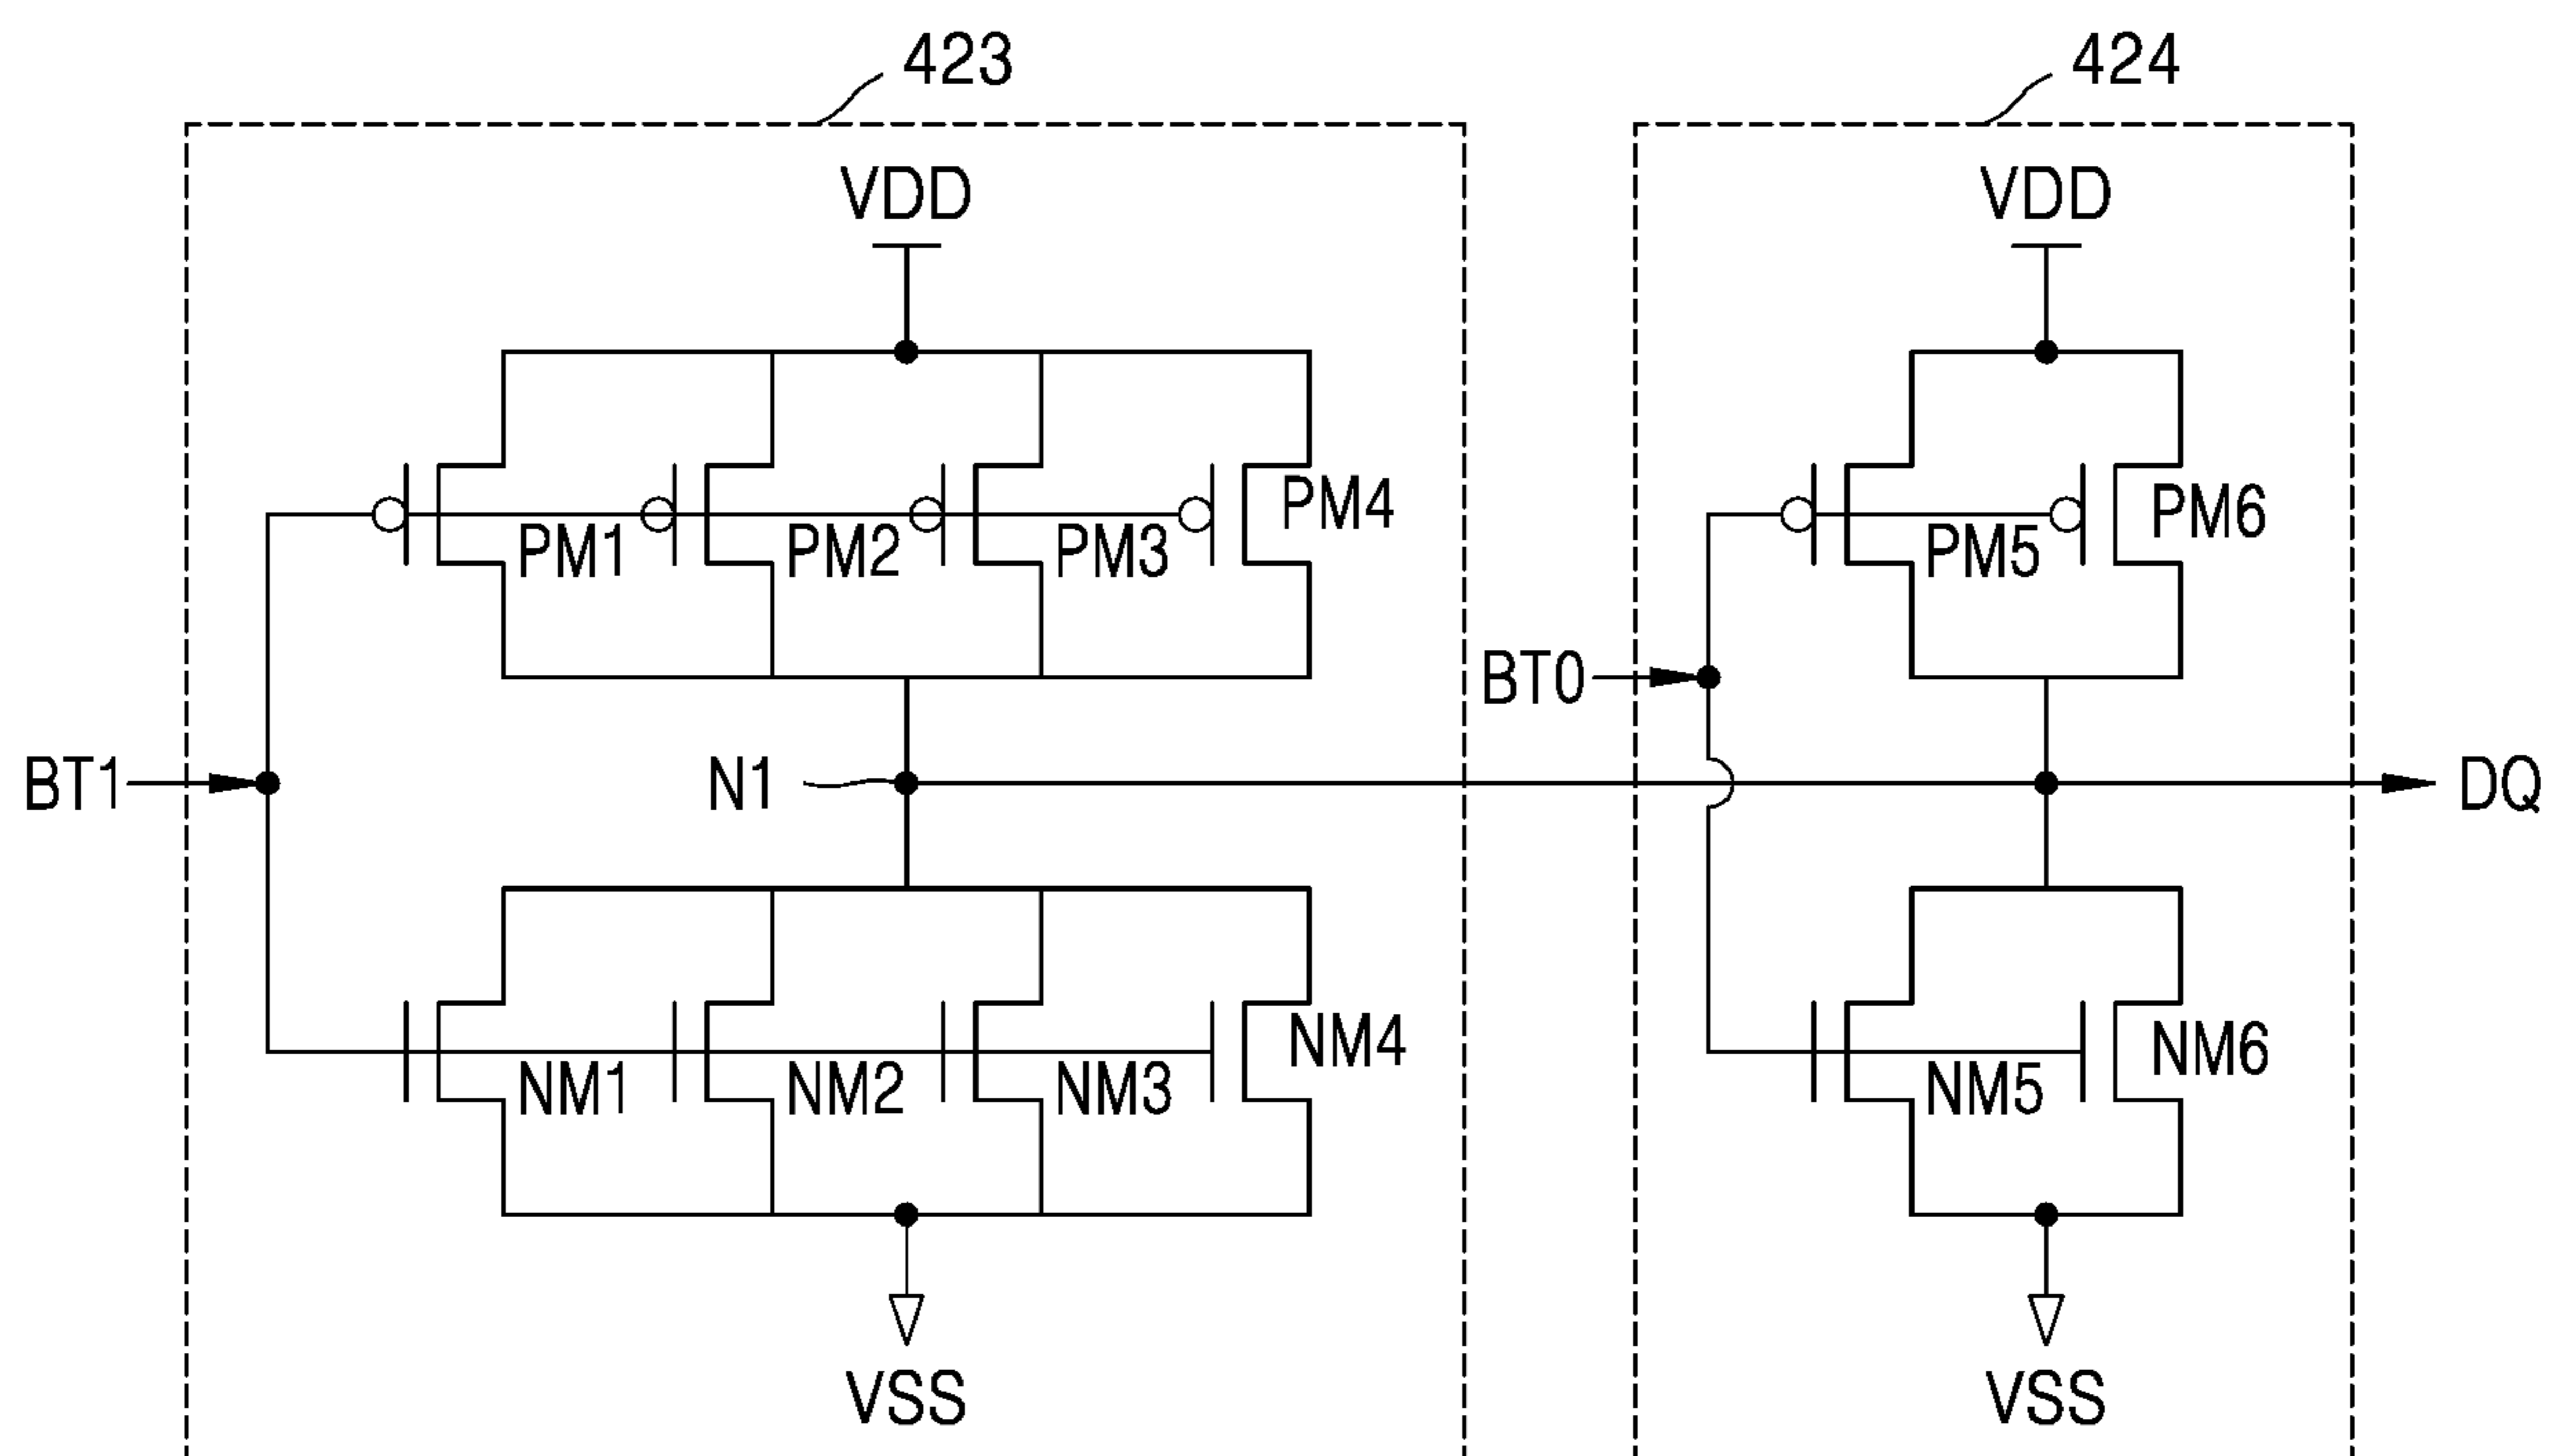 423
424
VDD
VDD
PM1
PM2
PM3
PM4
PM5
PM6
BT0
BT1
N1
DQ
NM1
NM2
NM3
NM4
NM5
NM6
VSS
VSS